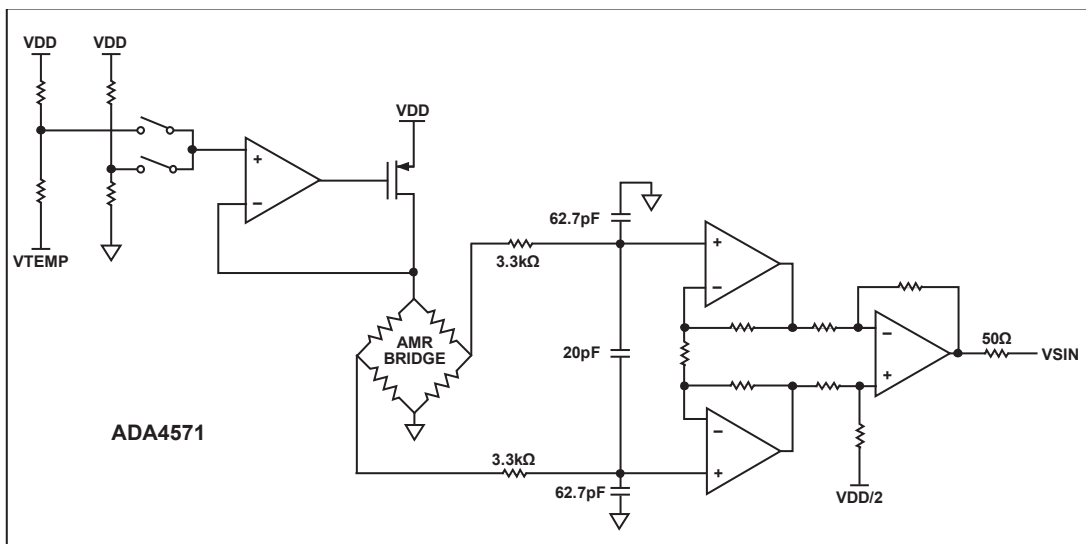 VDD
VDD
VDD
VTEMP
62.7pF
3.3kΩ
AMR
BRIDGE
20pF
50Ω
VSIN
ADA4571
3.3kΩ
62.7pF
VDD/2
+
−
+
−
−
+
−
+